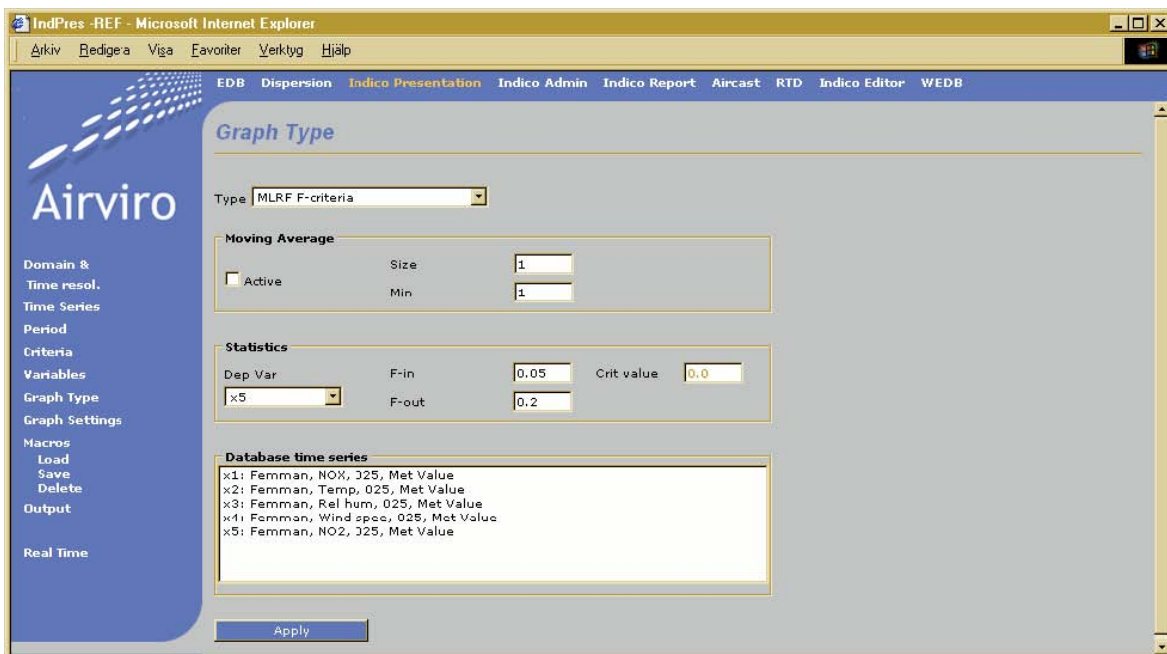 IndPres -REF - Microsoft Internet Explorer
Arkiv Redigera Visa Favoriter Verktyg Hjälp
EDB Dispersion Indico Presentation Indico Admin Indico Report Aircast RTD Indico Editor WEDB
Airviro
Domain &
Time resol.
Time Series
Period
Criteria
Variables
Graph Type
Graph Settings
Macros
Load
Save
Delete
Output
Real Time
Graph Type
Type MLRF F-criteria
Moving Average
Active
Size 1
Min 1
Statistics
Dep Var
x5
F-in 0.05 Crit value 0.0
F-out 0.2
Database time series
x1: Femman, NOX, 025, Met Value
x2: Femman, Temp, 025, Met Value
x3: Femman, Rel hum, 025, Met Value
x4: Femman, Wind spee, 025, Met Value
x5: Femman, NO2, 025, Met Value
Apply